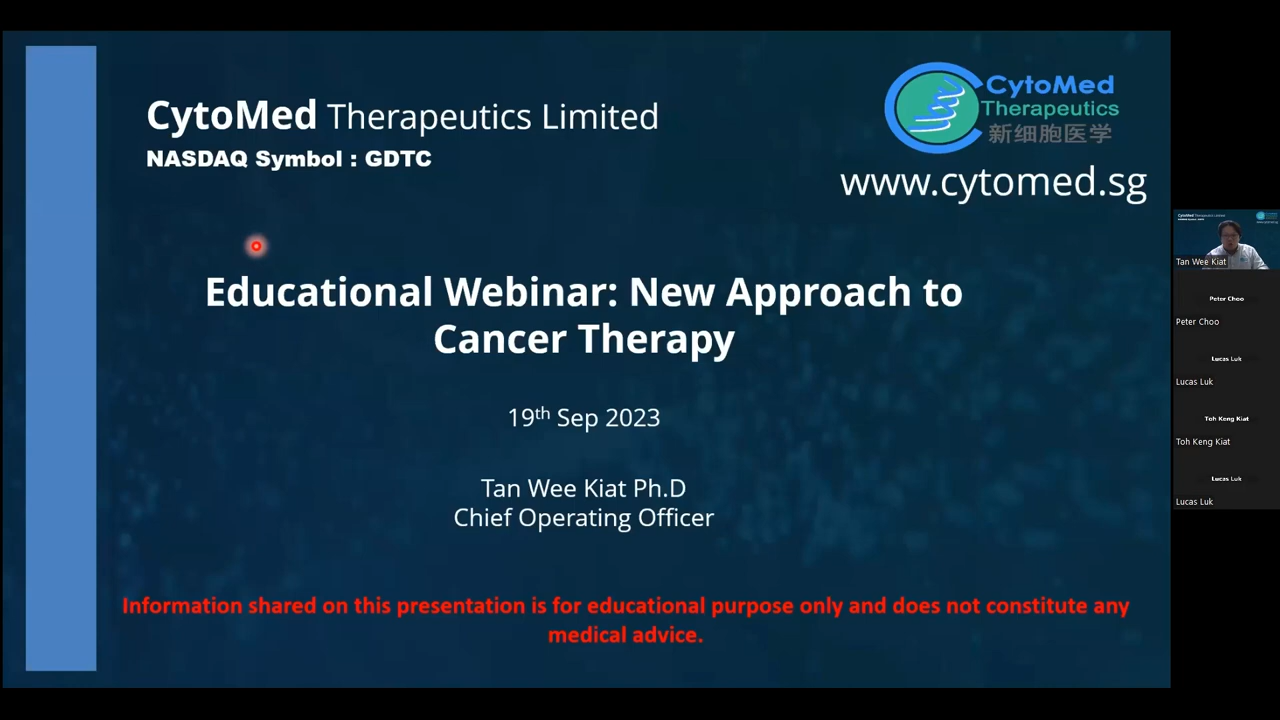 CytoMed Therapeutics Limited
NASDAQ Symbol : GDTC
CytoMed
Therapeutics
新细胞医学
www.cytomed.sg
Educational Webinar: New Approach to
Cancer Therapy
19th Sep 2023
Tan Wee Kiat Ph.D
Chief Operating Officer
Information shared on this presentation is for educational purpose only and does not constitute any
medical advice.
Tan Wee Kiat
Peter Choo
Peter Choo
Lucas Luk
Lucas Luk
Toh Keng Kiat
Toh Keng Kiat
Lucas Luk
Lucas Luk